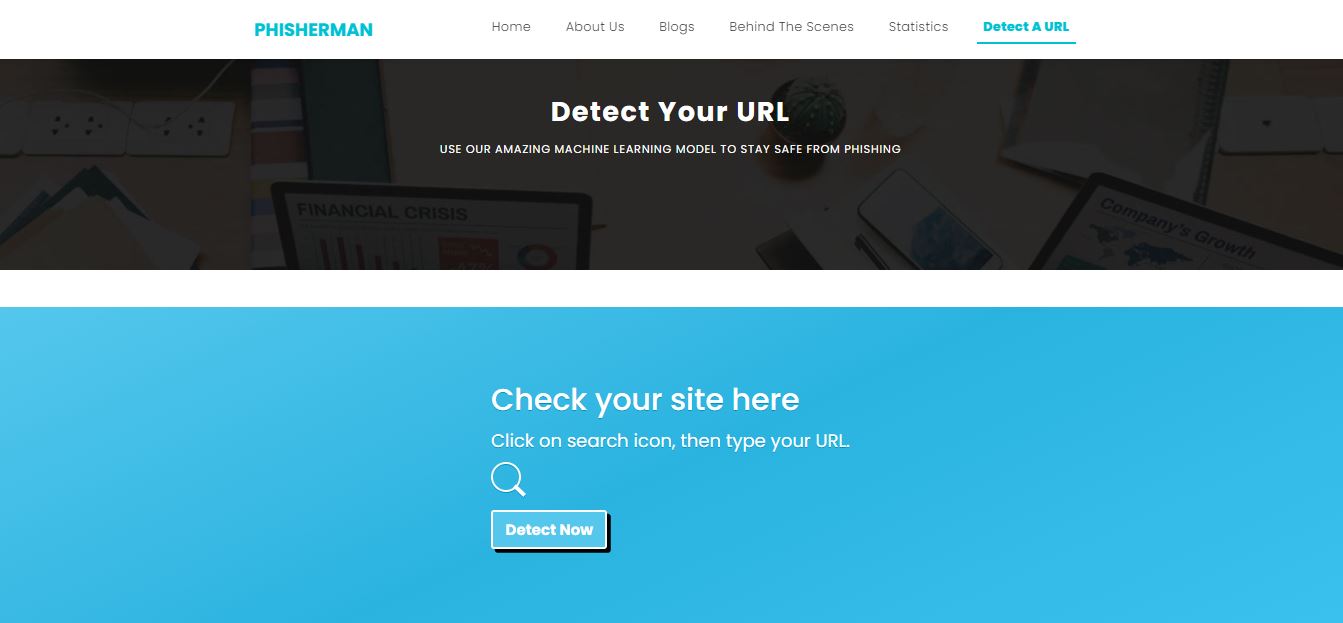 PHISHERMAN
Home About Us Blogs Behind The Scenes Statistics Detect A URL
Detect Your URL
USE OUR AMAZING MACHINE LEARNING MODEL TO STAY SAFE FROM PHISHING
FINANCIAL CRISIS
Company's Growth
Check your site here
Click on search icon, then type your URL.
Detect Now